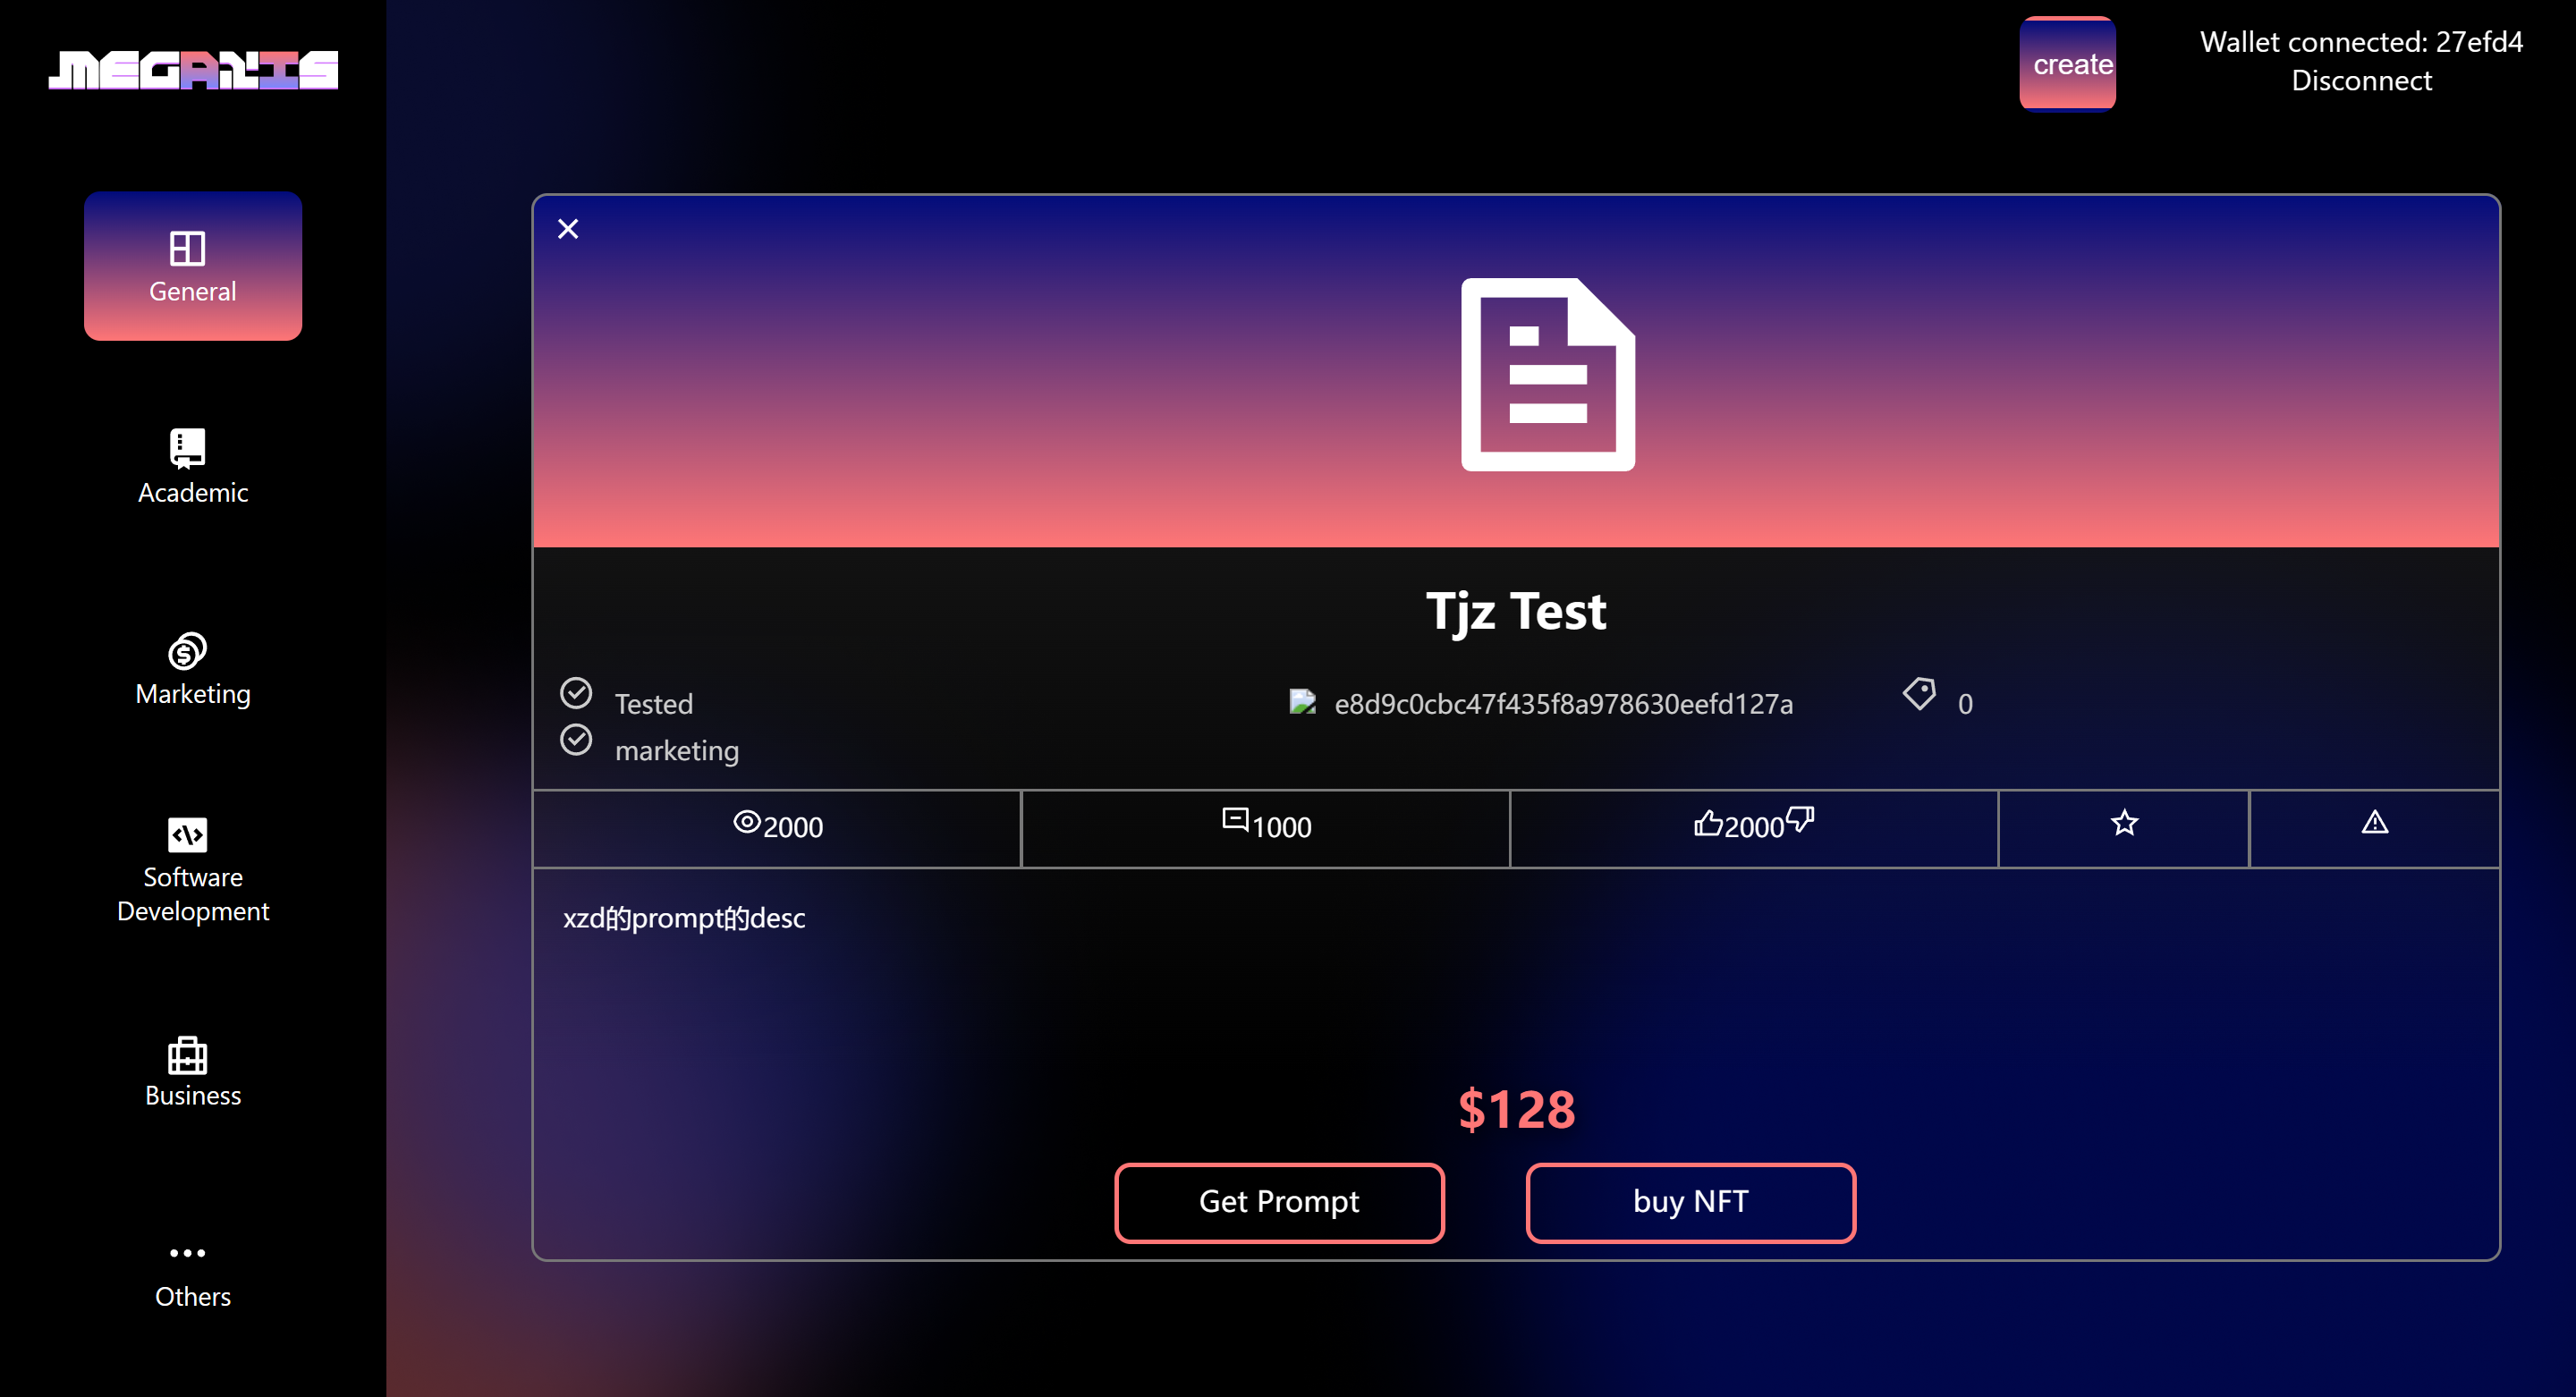 MEGANIS
create
Wallet connected: 27efd4
Disconnect
General
Academic
Marketing
Software
Development
Business
Others
Tjz Test
Tested
e8d9c0cbc47f435f8a978630eefd127a
0
marketing
2000
1000
2000
xzd的prompt的desc
$128
Get Prompt
buy NFT